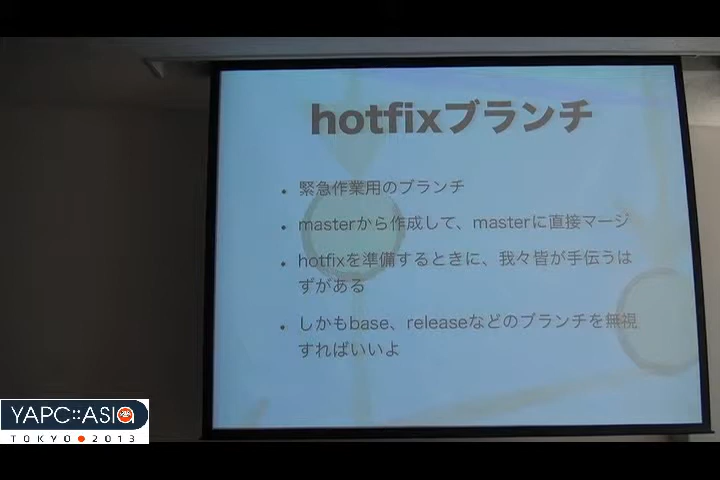 hotfixブランチ
緊急作業用のブランチ
masterから作成して、masterに直接マージ
hotfixを準備するときに、我々皆が手伝うは
ずがある
しかもbase、releaseなどのブランチを無視
すればいいよ
YAPC::ASIA
TOKYO 2013